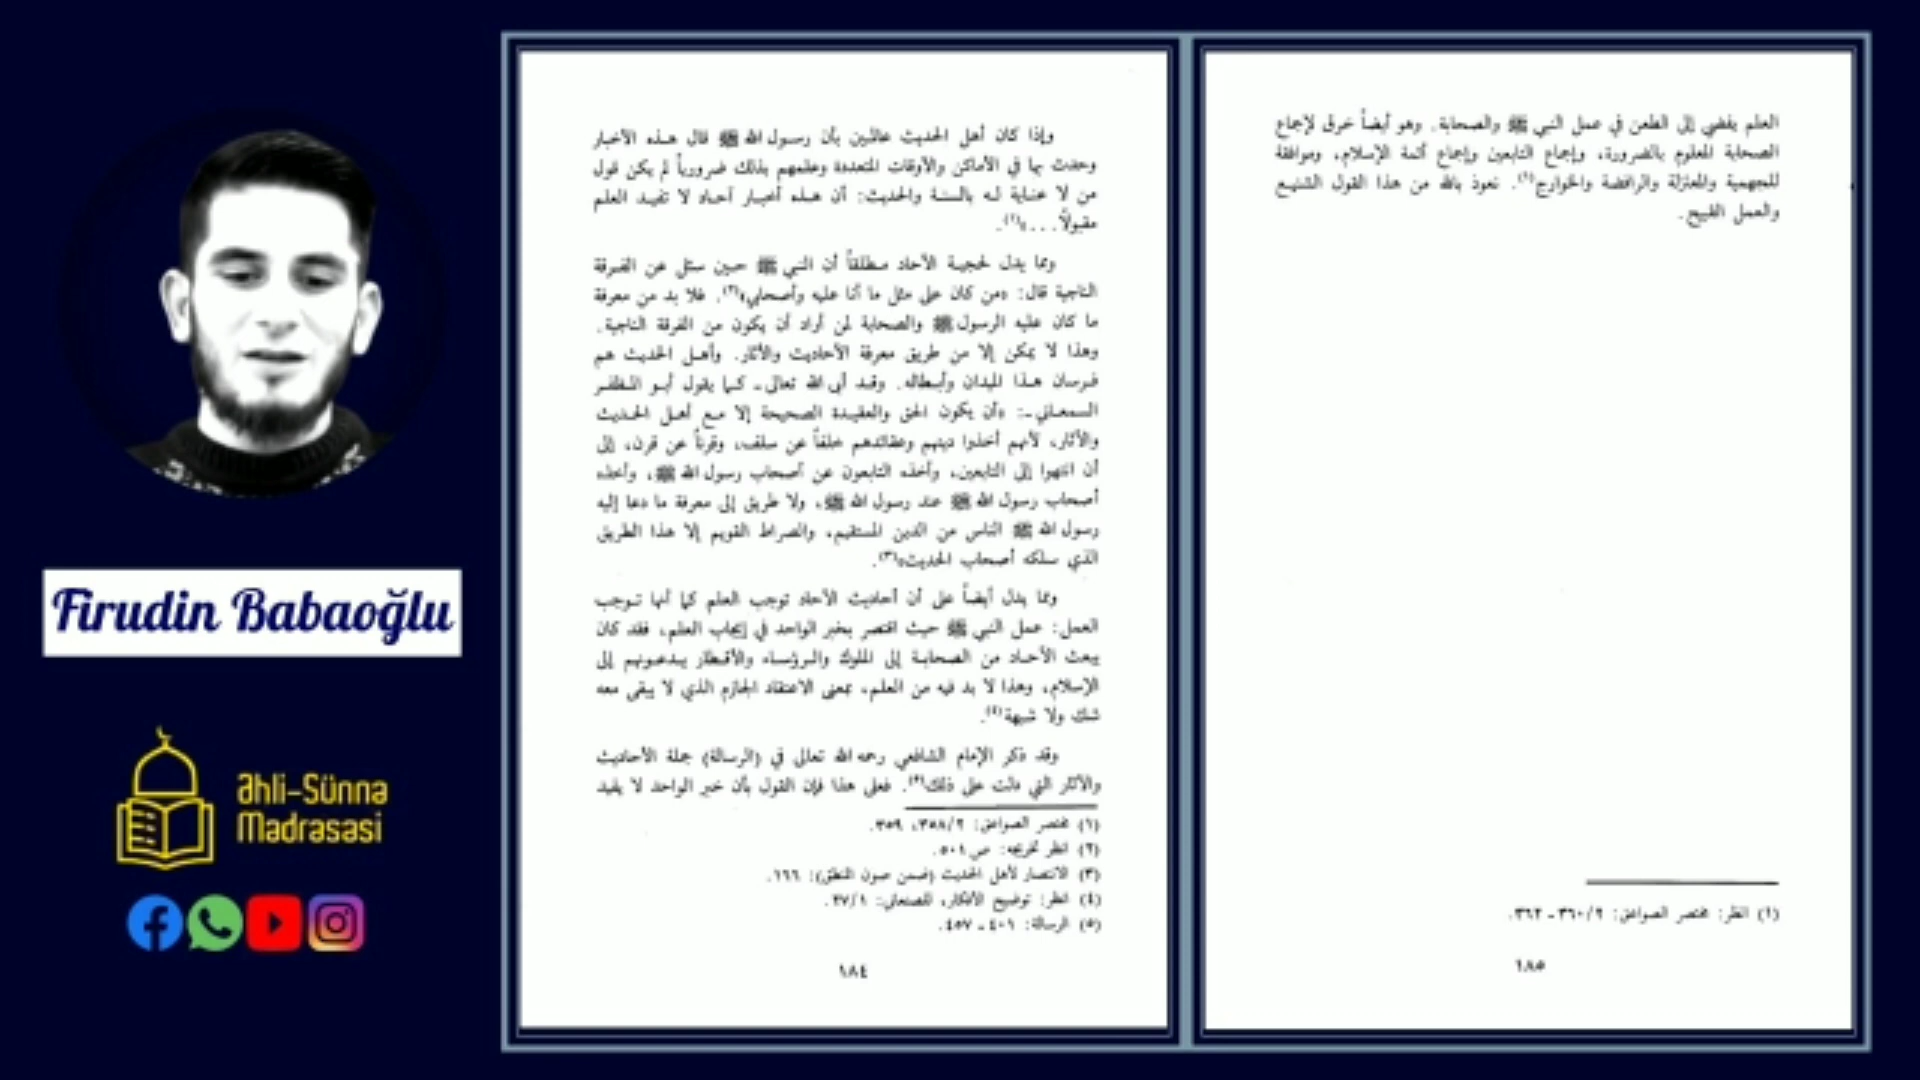 Firudin Babaoğlu
Əhli-Sünnə
Mədrəsəsi
وإذا كان أهل الحديث عالمين بأن رسول الله ﷺ قال هذه الأخبار
وحدث بها في الأماكن والأوقات المتعددة وعلمهم بذلك ضرورياً لم يكن قول
من لا عناية له بالسنة والحديث: أن هذه أخبار آحاد لا تفيد العلم
مقبولاً...»(١).
ومما يدل لحجية الآحاد مطلقاً أن النبي ﷺ حين سئل عن الفرقة
الناجية قال: «من كان على مثل ما أنا عليه وأصحابي»(٢). فلا بد من معرفة
ما كان عليه الرسول ﷺ والصحابة لمن أراد أن يكون من الفرقة الناجية.
وهذا لا يمكن إلا من طريق معرفة الأحاديث والآثار. وأهل الحديث هم
فرسان هذا الميدان وأبطاله. وقد أبى الله تعالى ـ كما يقول أبو المظفر
السمعاني ـ: «أن يكون الحق والعقيدة الصحيحة إلا مع أهل الحديث
والآثار، لأنهم أخذوا دينهم وعقائدهم خلفاً عن سلف، وقرناً عن قرن، إلى
أن انتهوا إلى التابعين، وأخذه التابعون عن أصحاب رسول الله ﷺ، وأخذه
أصحاب رسول الله ﷺ عند رسول الله ﷺ، ولا طريق إلى معرفة ما دعا إليه
رسول الله ﷺ الناس من الدين المستقيم، والصراط القويم إلا هذا الطريق
الذي سلكه أصحاب الحديث»(٣).
ومما يدل أيضاً على أن أحاديث الآحاد توجب العلم كما أنها توجب
العمل: عمل النبي ﷺ حيث اقتصر بخبر الواحد في إيجاب العلم، فقد كان
يبعث الآحاد من الصحابة إلى الملوك والرؤساء والأقطار يدعونهم إلى
الإسلام، وهذا لا بد فيه من العلم، بمعنى الاعتقاد الجازم الذي لا يبقى معه
شك ولا شبهة(٤).
وقد ذكر الإمام الشافعي رحمه الله تعالى في (الرسالة) جملة الأحاديث
والآثار التي دلت على ذلك(٥). فعلى هذا فإن القول بأن خبر الواحد لا يفيد
(١) مختصر الصواعق: ٢/٣٥٨، ٣٥٩.
(٢) انظر تخريجه: ص٥٠١.
(٣) الانتصار لأهل الحديث (ضمن صون المنطق): ١٦٦.
(٤) انظر: توضيح الأفكار، للصنعاني: ٢٧/١.
(٥) الرسالة: ٤٠١ ـ ٤٥٧.
١٨٤
العلم يفضي إلى الطعن في عمل النبي ﷺ والصحابة. وهو أيضاً خرق لإجماع
الصحابة المعلوم بالضرورة، وإجماع التابعين وإجماع أئمة الإسلام، وموافقة
للجهمية والمعتزلة والرافضة والخوارج(١). نعوذ بالله من هذا القول الشنيع
والعمل القبيح.
(١) انظر: مختصر الصواعق: ٢/٣٦٠ ـ ٣٦٢.
١٨٥